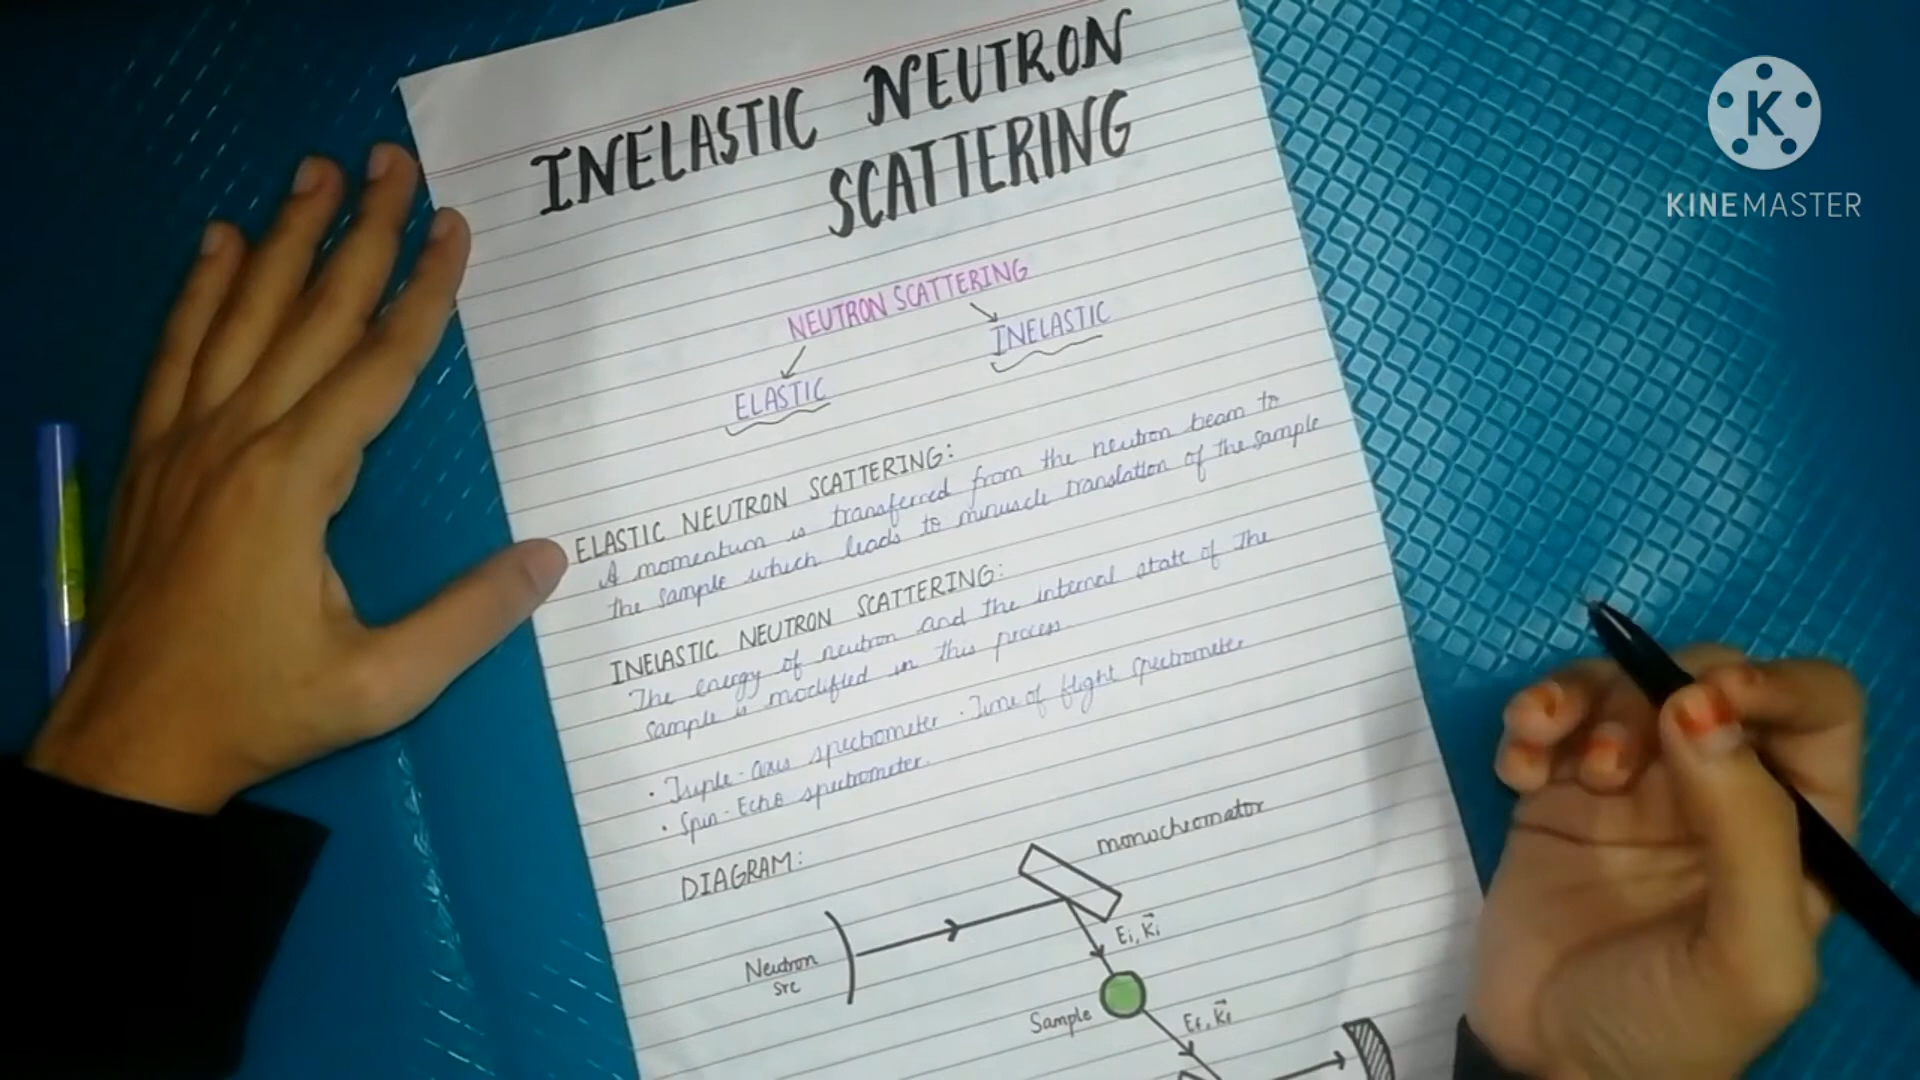 INELASTIC NEUTRON
SCATTERING
NEUTRON SCATTERING
ELASTIC
INELASTIC
ELASTIC NEUTRON SCATTERING:
A momentum is transferred from the neutron beam to
the sample which leads to minuscle translation of the sample
INELASTIC NEUTRON SCATTERING:
The energy of neutron and the internal state of the
sample is modified in this process.
• Triple-axis spectrometer • Time of flight spectrometer
• Spin-Echo spectrometer.
DIAGRAM:
monochromator
Neutron
src
Ei, K⃗i
Sample
Ef, K⃗f
K
KINEMASTER